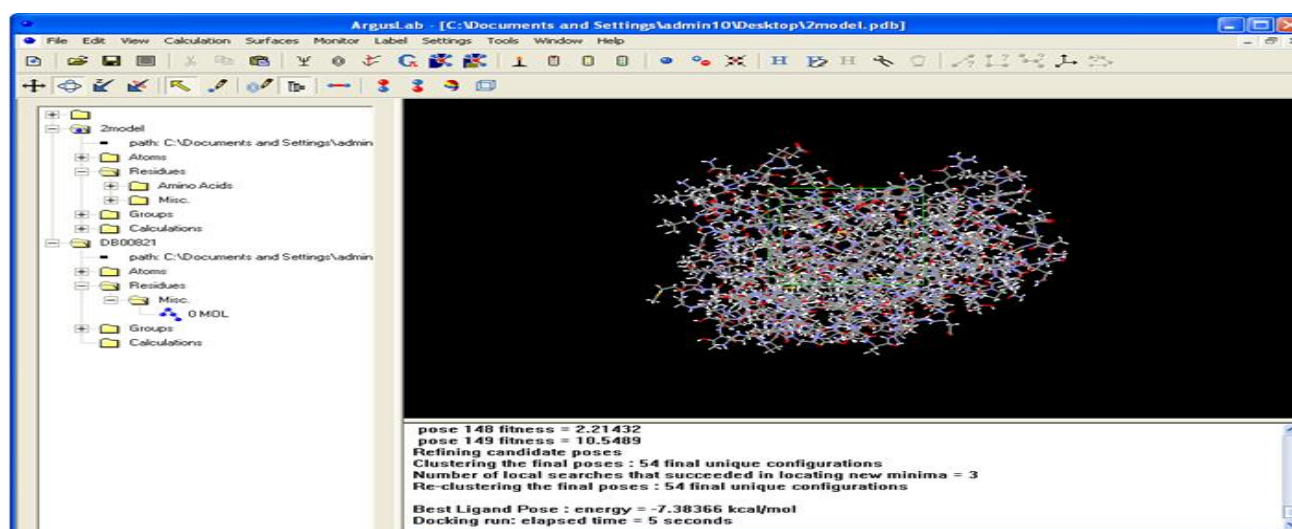 ArgusLab - [C:\Documents and Settings\admin10\Desktop\2model.pdb]
File Edit View Calculation Surfaces Monitor Label Settings Tools Window Help
2model
path: C:\Documents and Settings\admin
Atoms
Residues
Amino Acids
Misc.
Groups
Calculations
DB00821
path: C:\Documents and Settings\admin
Atoms
Residues
Misc.
0 MOL
Groups
Calculations
pose 148 fitness = 2.21432
pose 149 fitness = 10.5489
Refining candidate poses
Clustering the final poses : 54 final unique configurations
Number of local searches that succeeded in locating new minima = 3
Re-clustering the final poses : 54 final unique configurations
Best Ligand Pose : energy = -7.38366 kcal/mol
Docking run: elapsed time = 5 seconds